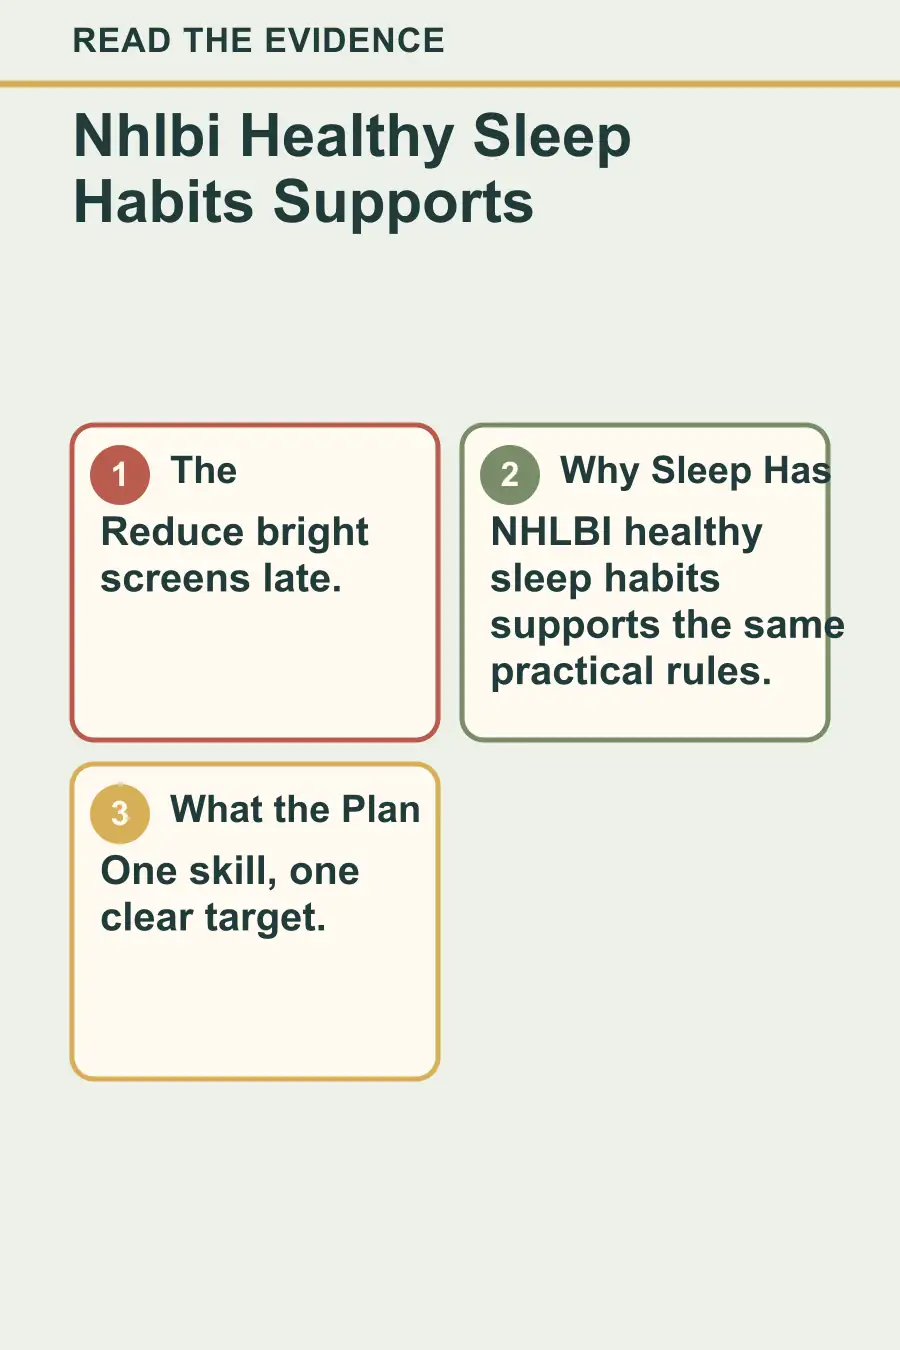 READ THE EVIDENCE
Nhlbi Healthy Sleep
Habits Supports
1 The
Reduce bright
screens late.
2 Why Sleep Has
NHLBI healthy
sleep habits
supports the same
practical rules.
3 What the Plan
One skill, one
clear target.